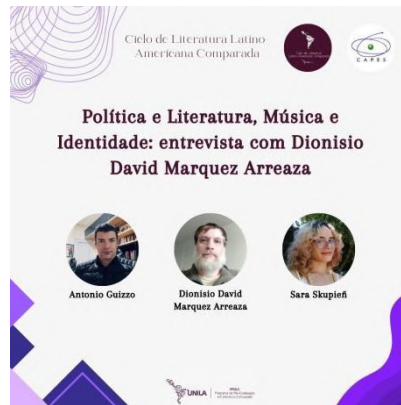 Ciclo de Literatura Latino-
Americana Comparada
CAPES
Política e Literatura, Música e
Identidade: entrevista com Dionisio
David Marquez Arreaza
Antonio Guizzo
Dionisio David
Marquez Arreaza
Sara Skupień
UNILA